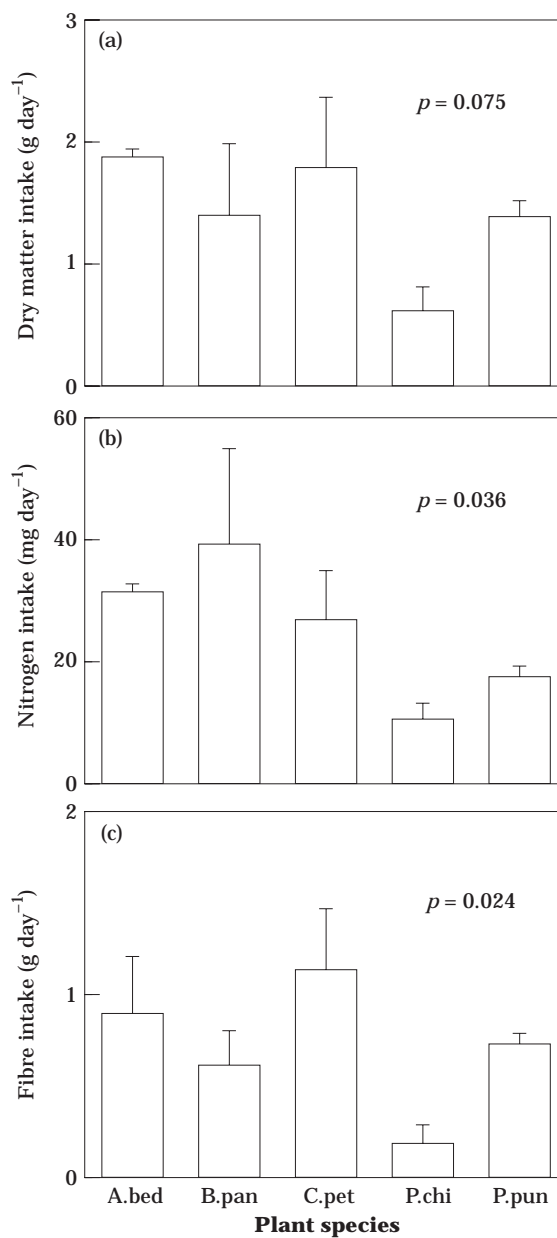 3
(a)
p = 0.075
2
1
0
Dry matter intake (g day⁻¹)
60
(b)
p = 0.036
40
20
0
Nitrogen intake (mg day⁻¹)
2
(c)
p = 0.024
1
0
Fibre intake (g day⁻¹)
A.bed B.pan C.pet P.chi P.pun
Plant species